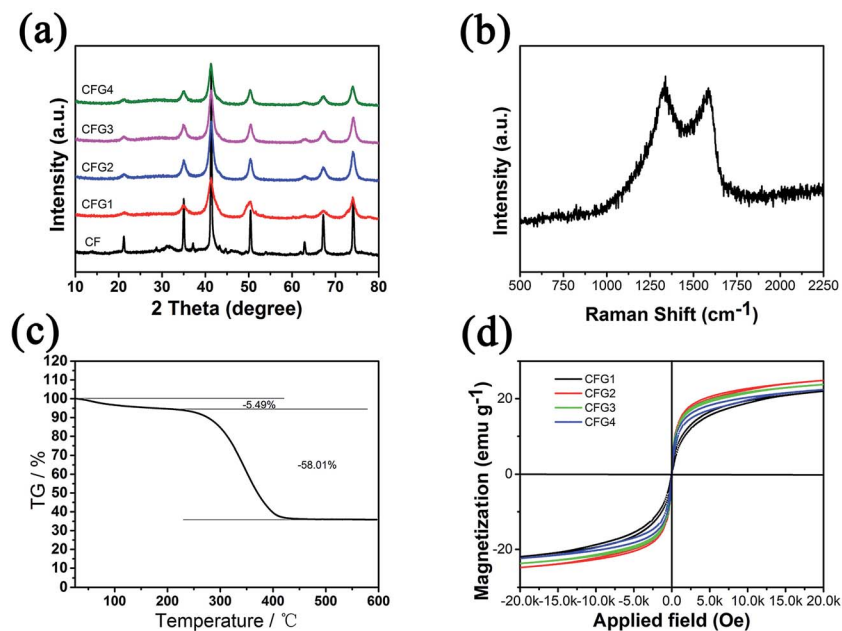 (a)
Intensity (a.u.)
CFG4
CFG3
CFG2
CFG1
CF
10 20 30 40 50 60 70 80
2 Theta (degree)
(b)
Intensity (a.u.)
500 750 1000 1250 1500 1750 2000 2250
Raman Shift (cm-1)
(c)
TG / %
120
110
100
90
80
70
60
50
40
30
20
10
0
-5.49%
-58.01%
0 100 200 300 400 500 600
Temperature / ℃
(d)
Magnetization (emu g-1)
CFG1
CFG2
CFG3
CFG4
20
0
-20
-20.0k -15.0k -10.0k -5.0k 0.0 5.0k 10.0k 15.0k 20.0k
Applied field (Oe)